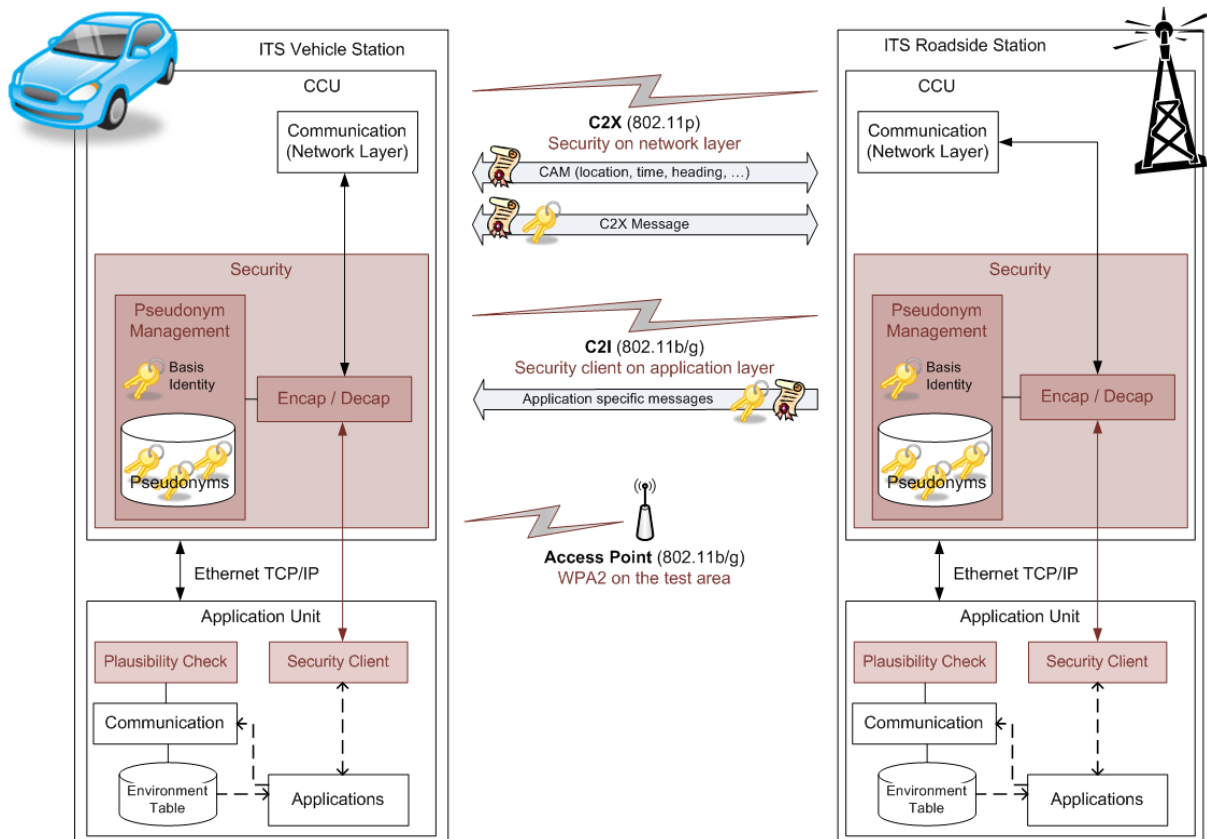 ITS Vehicle Station
CCU
Communication
(Network Layer)
Security
Pseudonym
Management
Basis
Identity
Encap / Decap
Pseudonyms
Ethernet TCP/IP
Application Unit
Plausibility Check
Security Client
Communication
Environment
Table
Applications
C2X (802.11p)
Security on network layer
CAM (location, time, heading, ...)
C2X Message
C2I (802.11b/g)
Security client on application layer
Application specific messages
Access Point (802.11b/g)
WPA2 on the test area
ITS Roadside Station
CCU
Communication
(Network Layer)
Security
Pseudonym
Management
Basis
Identity
Encap / Decap
Pseudonyms
Ethernet TCP/IP
Application Unit
Plausibility Check
Security Client
Communication
Environment
Table
Applications